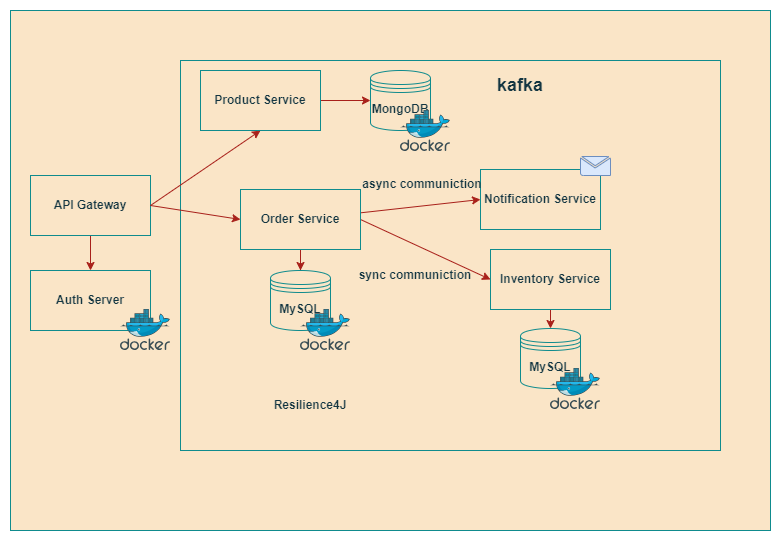 kafka
Product Service
MongoDB
docker
API Gateway
async communiction
Notification Service
Order Service
sync communiction
Inventory Service
Auth Server
docker
MySQL
docker
MySQL
docker
Resilience4J